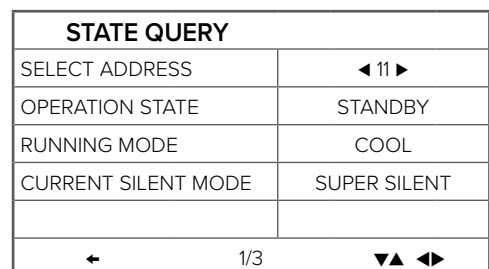 STATE QUERY
SELECT ADDRESS ◀ 11 ▶
OPERATION STATE STANDBY
RUNNING MODE COOL
CURRENT SILENT MODE SUPER SILENT
← 1/3 ▼▲ ◀▶